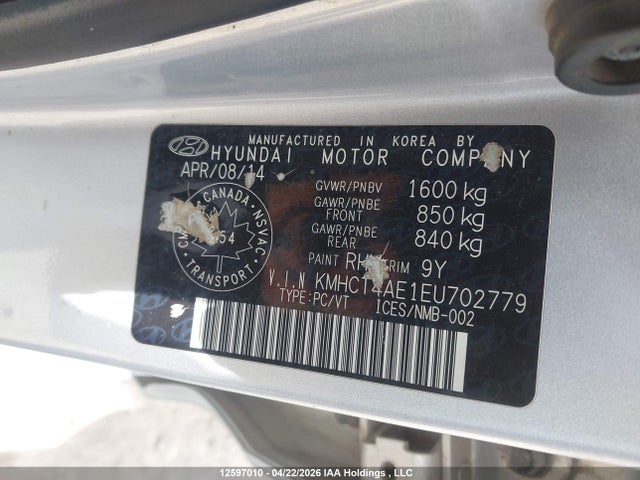 MANUFACTURED IN KOREA BY
HYUNDAI MOTOR COMPANY
APR/08/14
GVWR/PNBV 1600 kg
GAWR/PNBE FRONT 850 kg
GAWR/PNBE REAR 840 kg
PAINT TRIM 9Y
V.I.N KMHCT4AE1EU702779
TYPE:PC/VT ICES/NMB-002
CANADA
NSVAC
TRANSPORT
CMVSS
12597010 - 04/22/2026 IAA Holdings , LLC